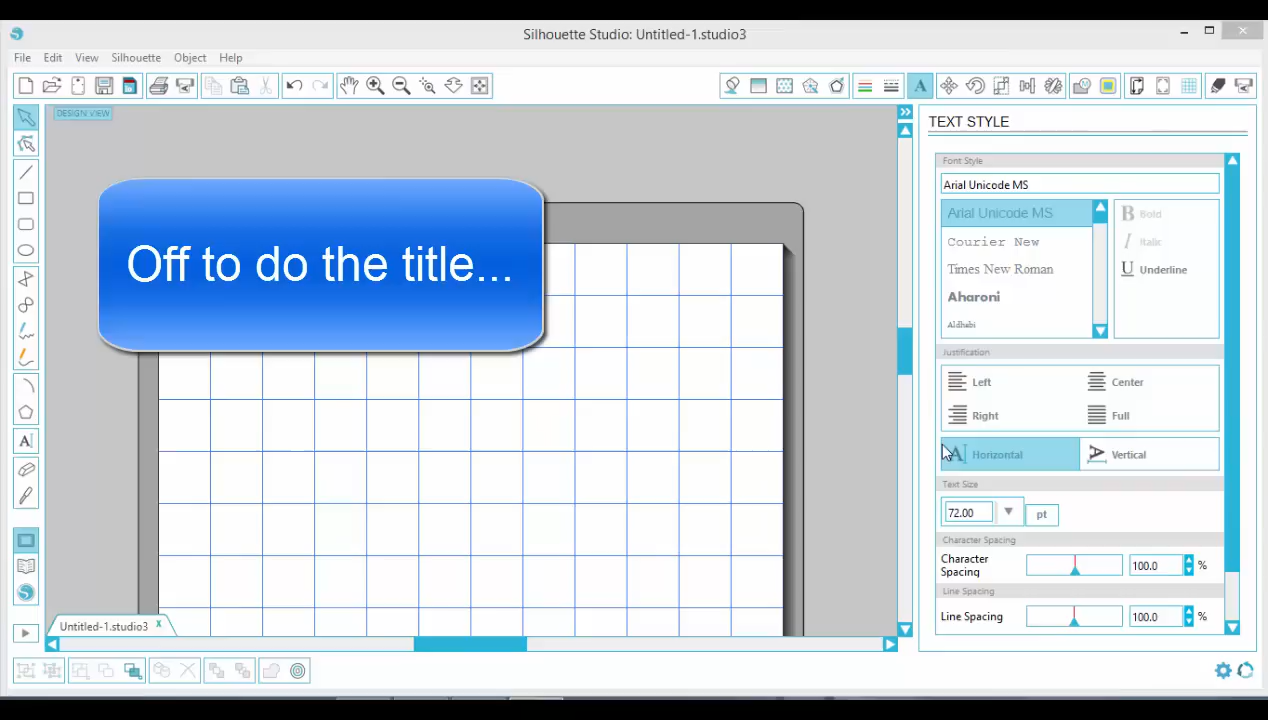 Silhouette Studio: Untitled-1.studio3
File Edit View Silhouette Object Help
DESIGN VIEW
Off to do the title...
Untitled-1.studio3 x
TEXT STYLE
Font Style
Arial Unicode MS
Arial Unicode MS
Courier New
Times New Roman
Aharoni
Aldhabi
B Bold
I Italic
U Underline
Justification
Left Center
Right Full
Horizontal Vertical
Text Size
72.00 pt
Character Spacing
Character
Spacing 100.0 %
Line Spacing
Line Spacing 100.0 %